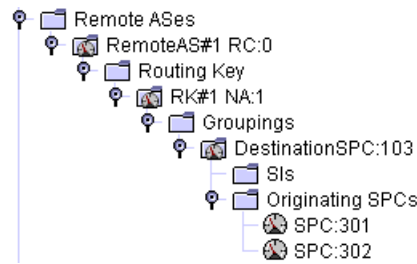 Remote ASes
RemoteAS#1 RC:0
Routing Key
RK#1 NA:1
Groupings
DestinationSPC:103
SIs
Originating SPCs
SPC:301
SPC:302